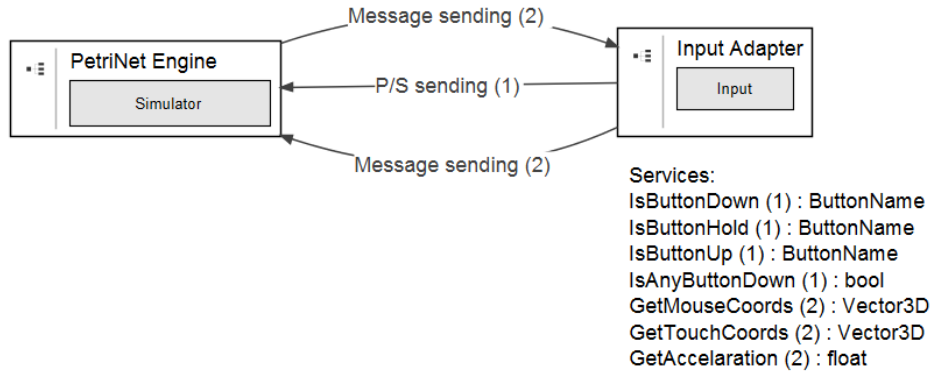 Message sending (2)
PetriNet Engine
Simulator
P/S sending (1)
Input Adapter
Input
Message sending (2)
Services:
IsButtonDown (1) : ButtonName
IsButtonHold (1) : ButtonName
IsButtonUp (1) : ButtonName
IsAnyButtonDown (1) : bool
GetMouseCoords (2) : Vector3D
GetTouchCoords (2) : Vector3D
GetAccelaration (2) : float